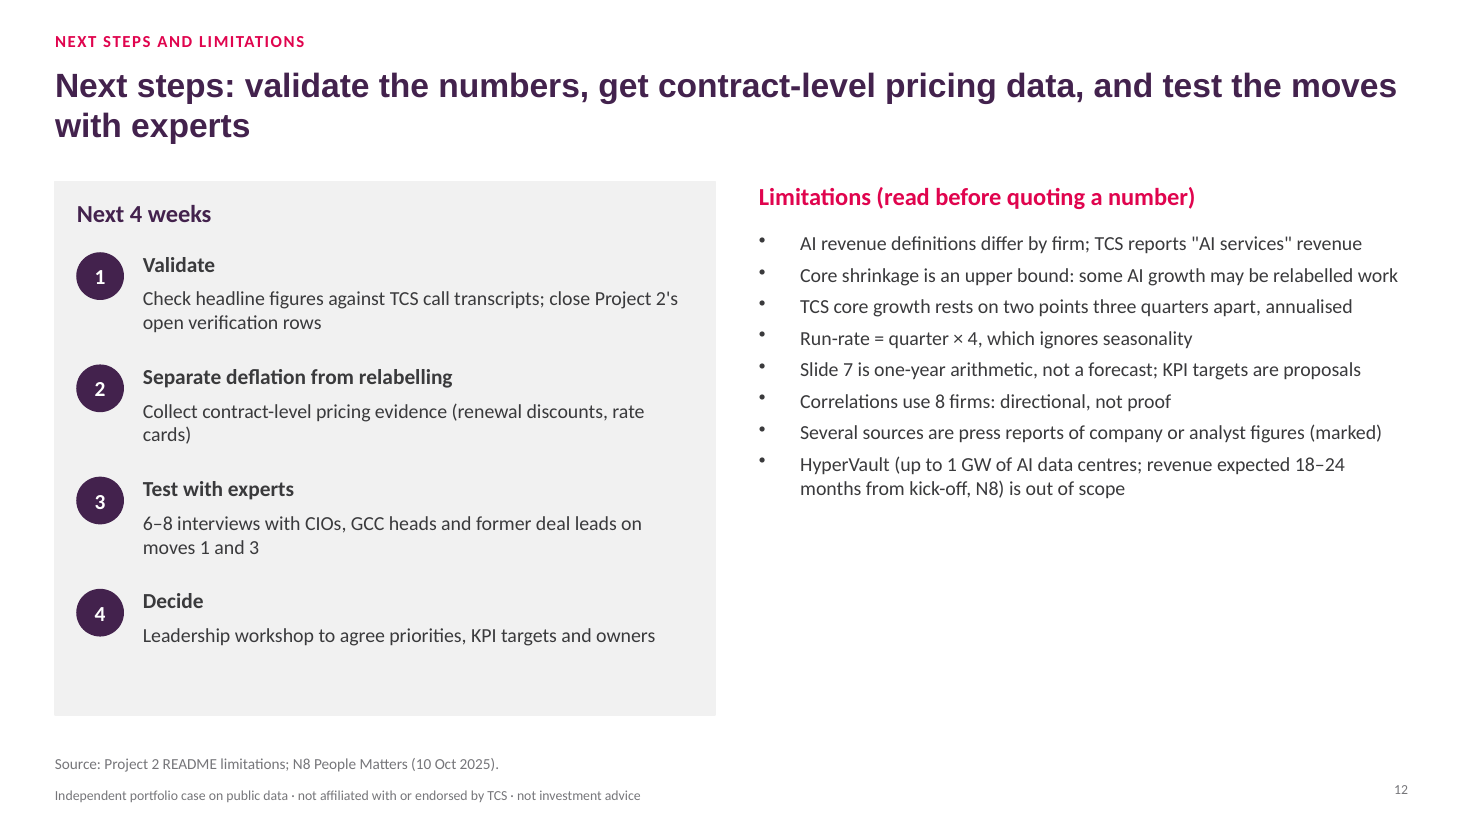 NEXT STEPS AND LIMITATIONS
Next steps: validate the numbers, get contract-level pricing data, and test the moves
with experts
Next 4 weeks
1
Validate
Check headline figures against TCS call transcripts; close Project 2's
open verification rows
2
Separate deflation from relabelling
Collect contract-level pricing evidence (renewal discounts, rate
cards)
3
Test with experts
6–8 interviews with CIOs, GCC heads and former deal leads on
moves 1 and 3
4
Decide
Leadership workshop to agree priorities, KPI targets and owners
Limitations (read before quoting a number)
• AI revenue definitions differ by firm; TCS reports "AI services" revenue
• Core shrinkage is an upper bound: some AI growth may be relabelled work
• TCS core growth rests on two points three quarters apart, annualised
• Run-rate = quarter × 4, which ignores seasonality
• Slide 7 is one-year arithmetic, not a forecast; KPI targets are proposals
• Correlations use 8 firms: directional, not proof
• Several sources are press reports of company or analyst figures (marked)
• HyperVault (up to 1 GW of AI data centres; revenue expected 18–24
months from kick-off, N8) is out of scope
Source: Project 2 README limitations; N8 People Matters (10 Oct 2025).
Independent portfolio case on public data · not affiliated with or endorsed by TCS · not investment advice
12